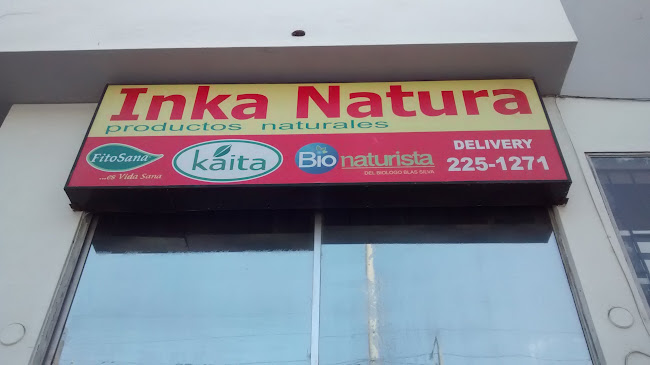 Inka Natura
productos naturales
FitoSana
...es Vida Sana
kaita
Bio naturista
DEL BIOLOGO BLAS SILVA
DELIVERY
225-1271